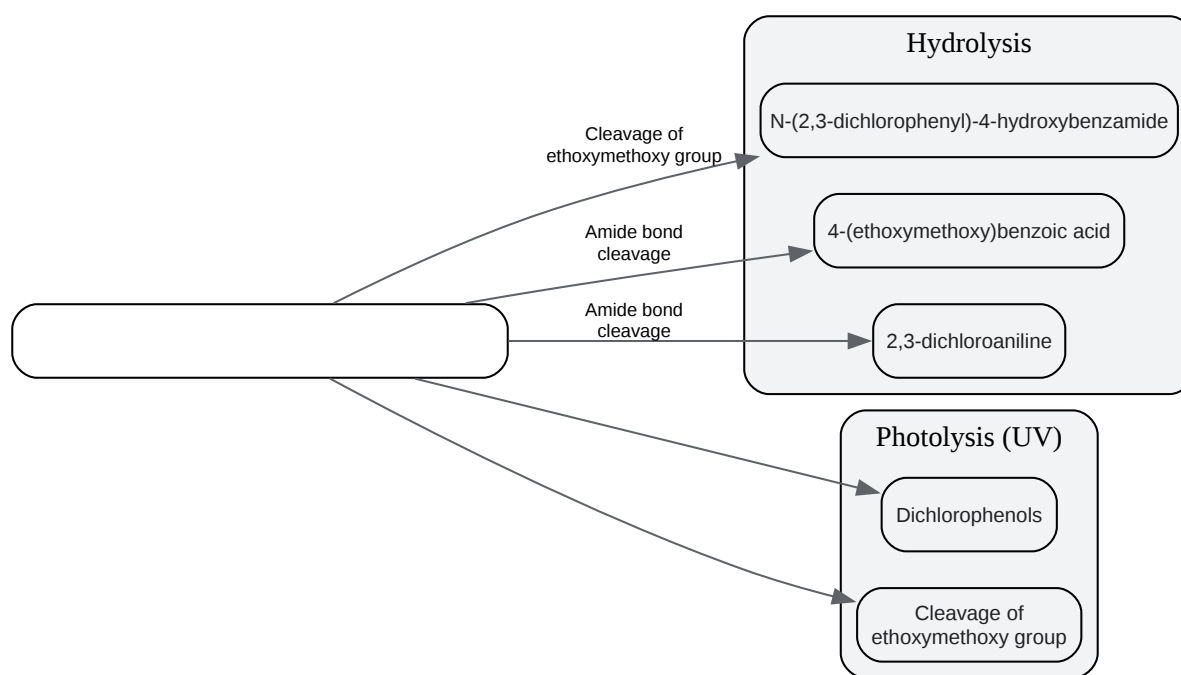 Hydrolysis
N-(2,3-dichlorophenyl)-4-hydroxybenzamide
Cleavage of
ethoxymethoxy group
4-(ethoxymethoxy)benzoic acid
Amide bond
cleavage
Amide bond
cleavage
2,3-dichloroaniline
Photolysis (UV)
Dichlorophenols
Cleavage of
ethoxymethoxy group